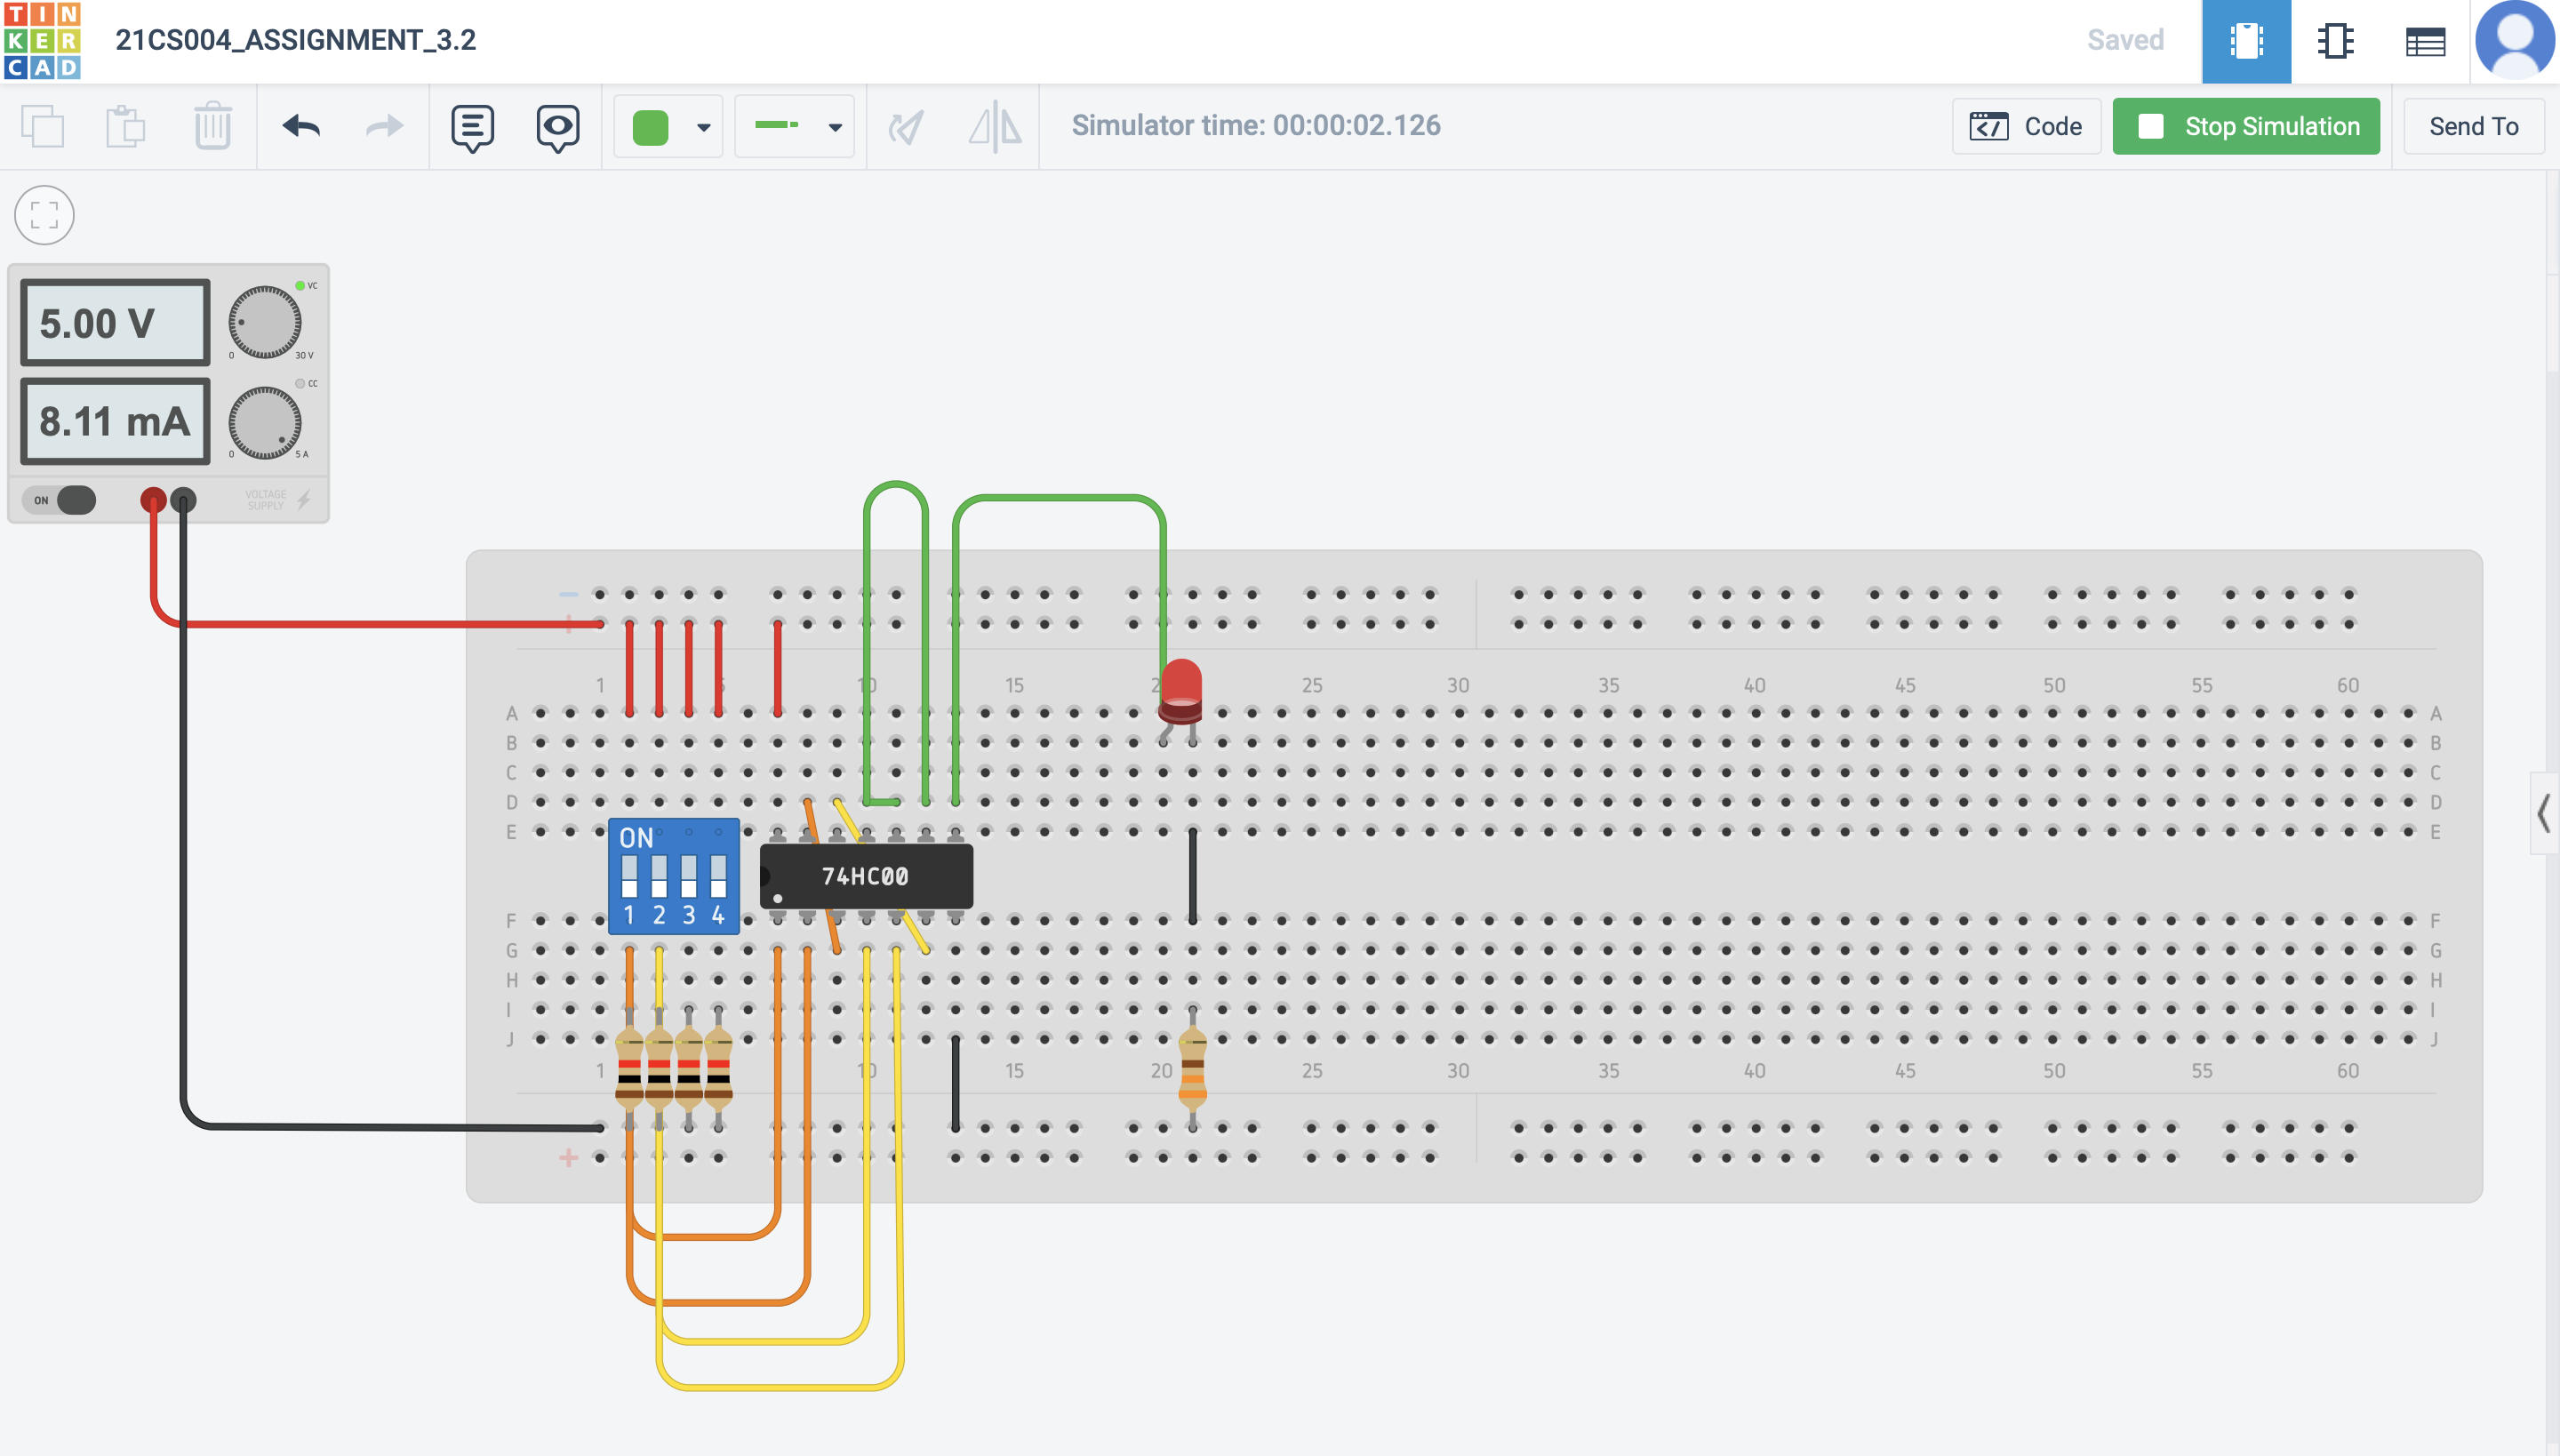 TIN
KER
CAD
21CS004_ASSIGNMENT_3.2
Saved
Simulator time: 00:00:02.126
Code
Stop Simulation
Send To
5.00 V
VC
0
30 V
8.11 mA
CC
0
5 A
ON
VOLTAGE
SUPPLY
1 10 15 25 30 35 40 45 50 55 60
A A
B B
C C
D D
E E
ON
74HC00
1 2 3 4
F F
G G
H H
I I
J J
1 10 15 20 25 30 35 40 45 50 55 60